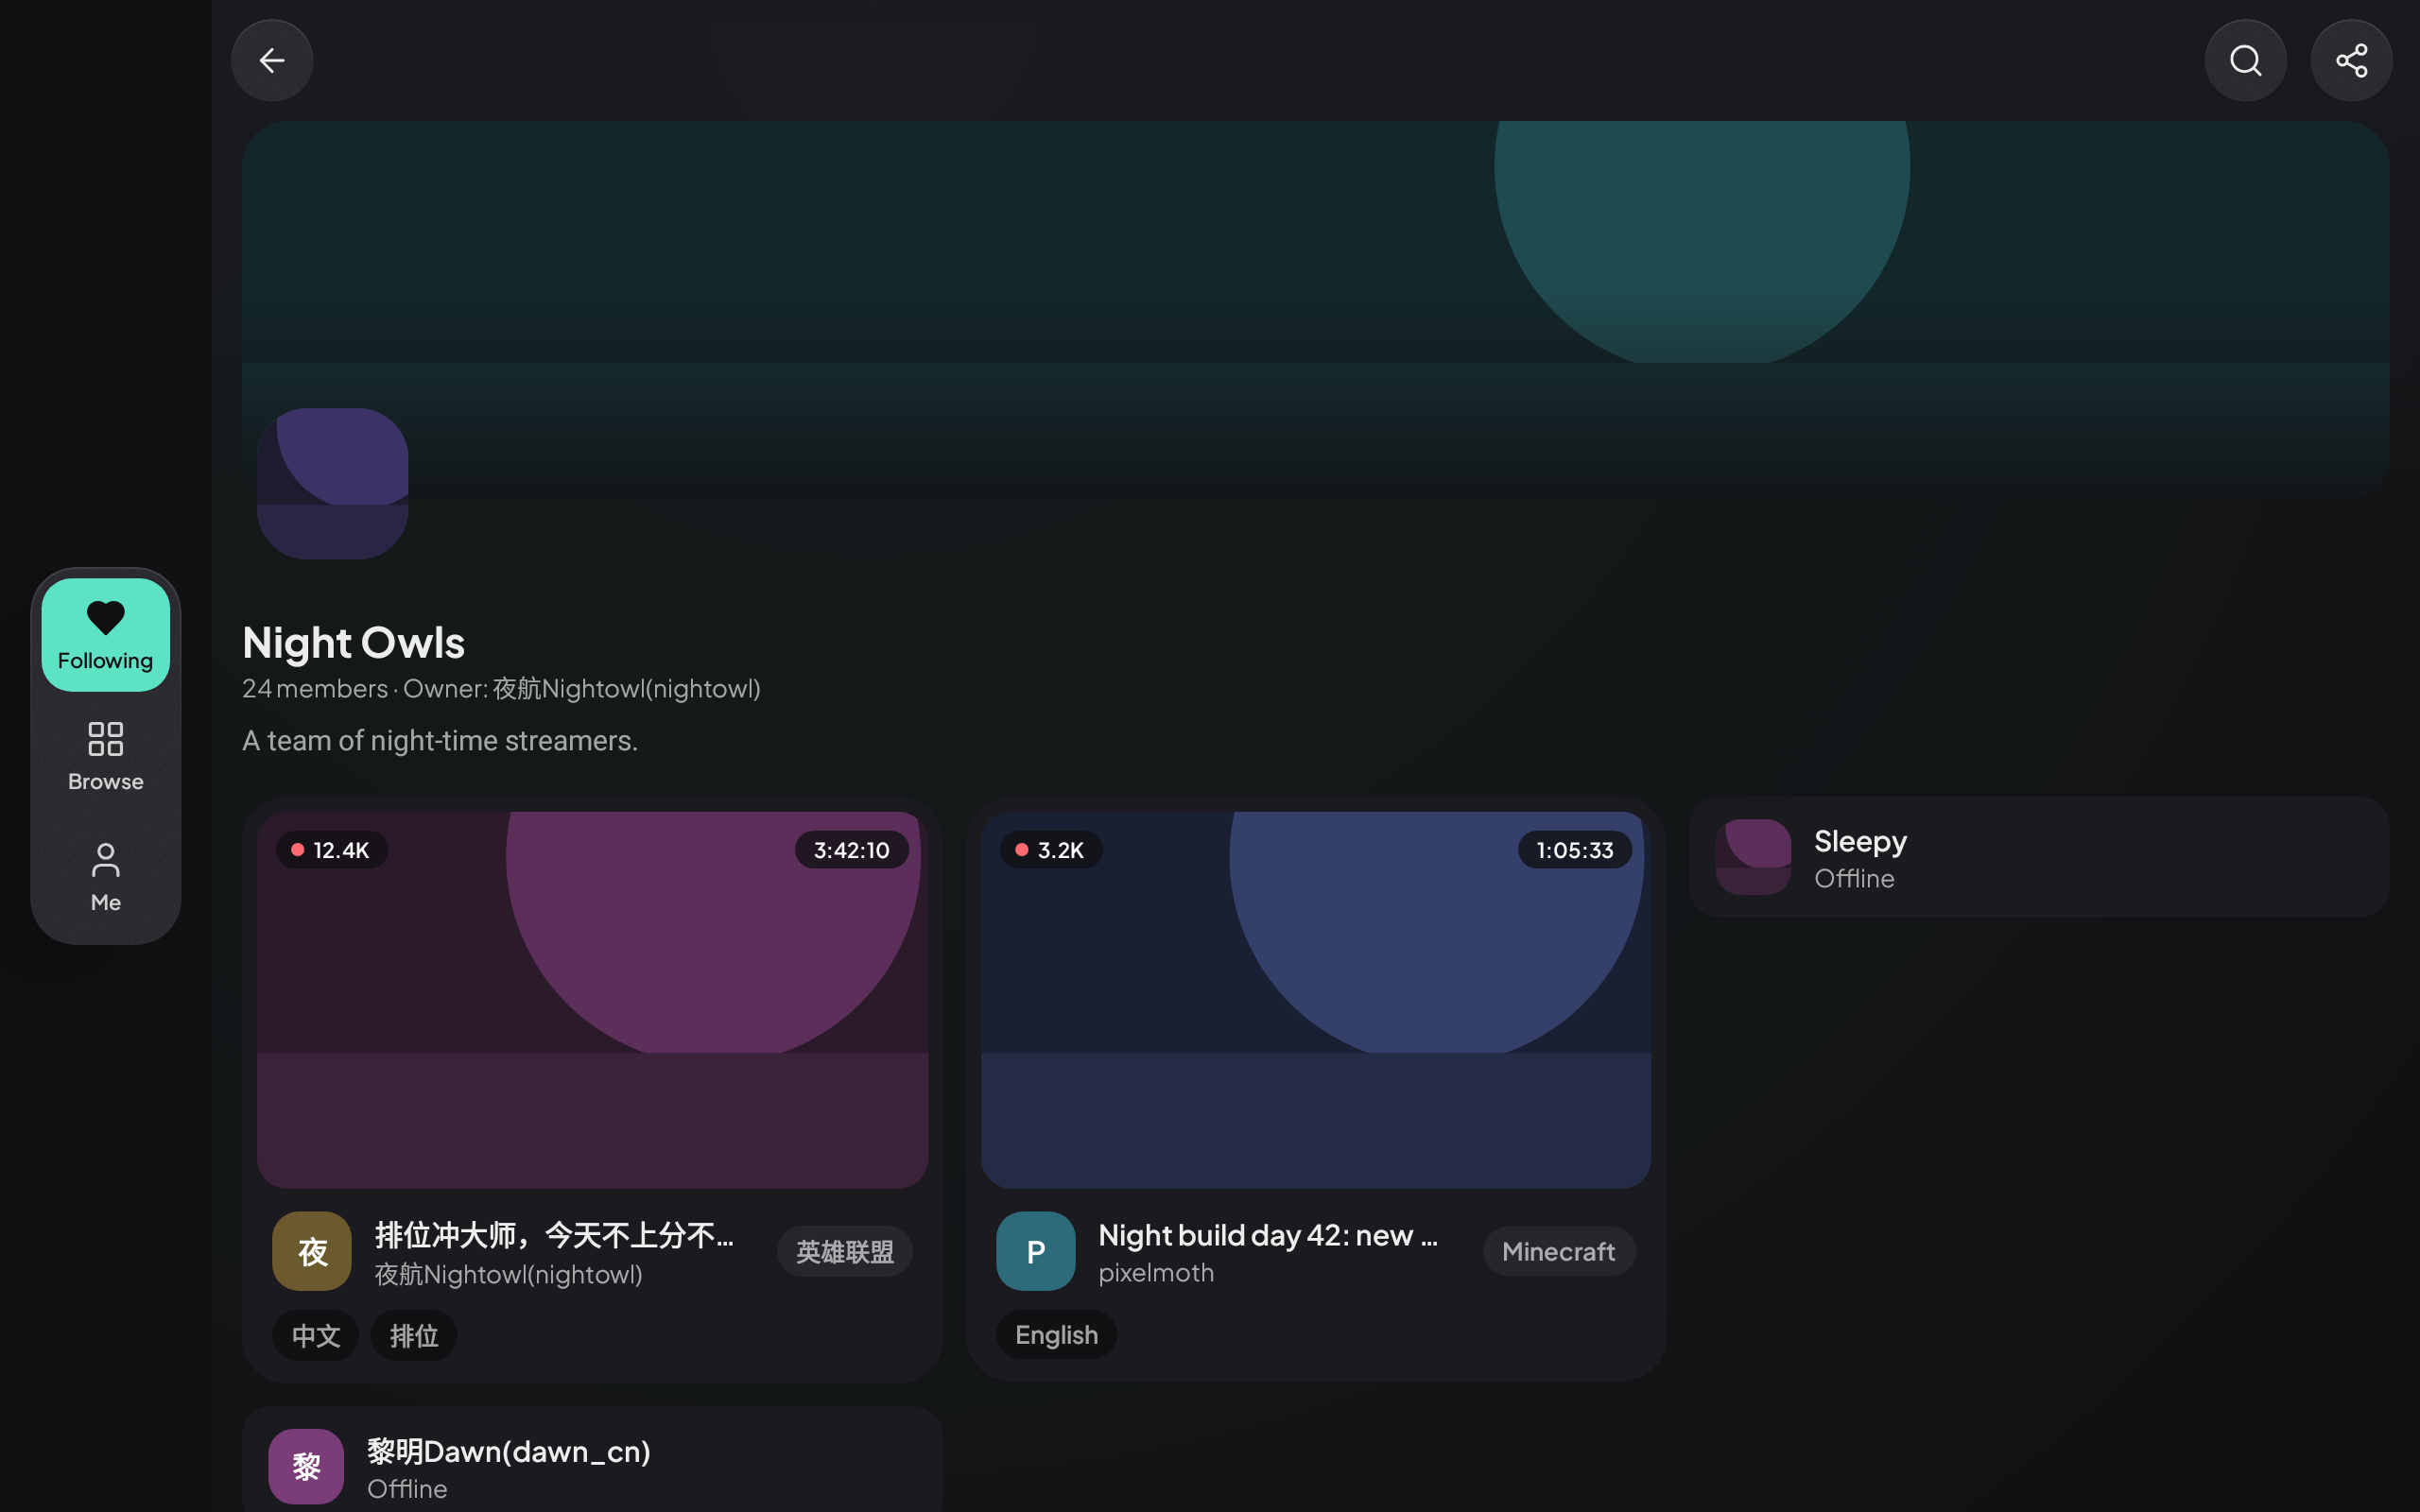 Following
Browse
Me
Night Owls
24 members · Owner: 夜航Nightowl(nightowl)
A team of night-time streamers.
12.4K
3:42:10
夜
排位冲大师，今天不上分不...
夜航Nightowl(nightowl)
英雄联盟
中文
排位
3.2K
1:05:33
P
Night build day 42: new ...
pixelmoth
Minecraft
English
Sleepy
Offline
黎
黎明Dawn(dawn_cn)
Offline